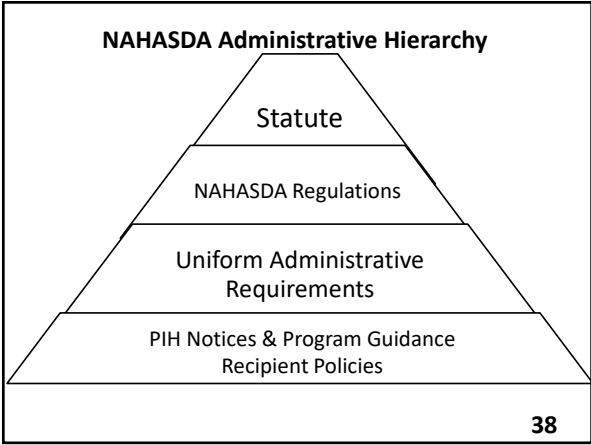 NAHASDA Administrative Hierarchy
Statute
NAHASDA Regulations
Uniform Administrative
Requirements
PIH Notices & Program Guidance
Recipient Policies
38